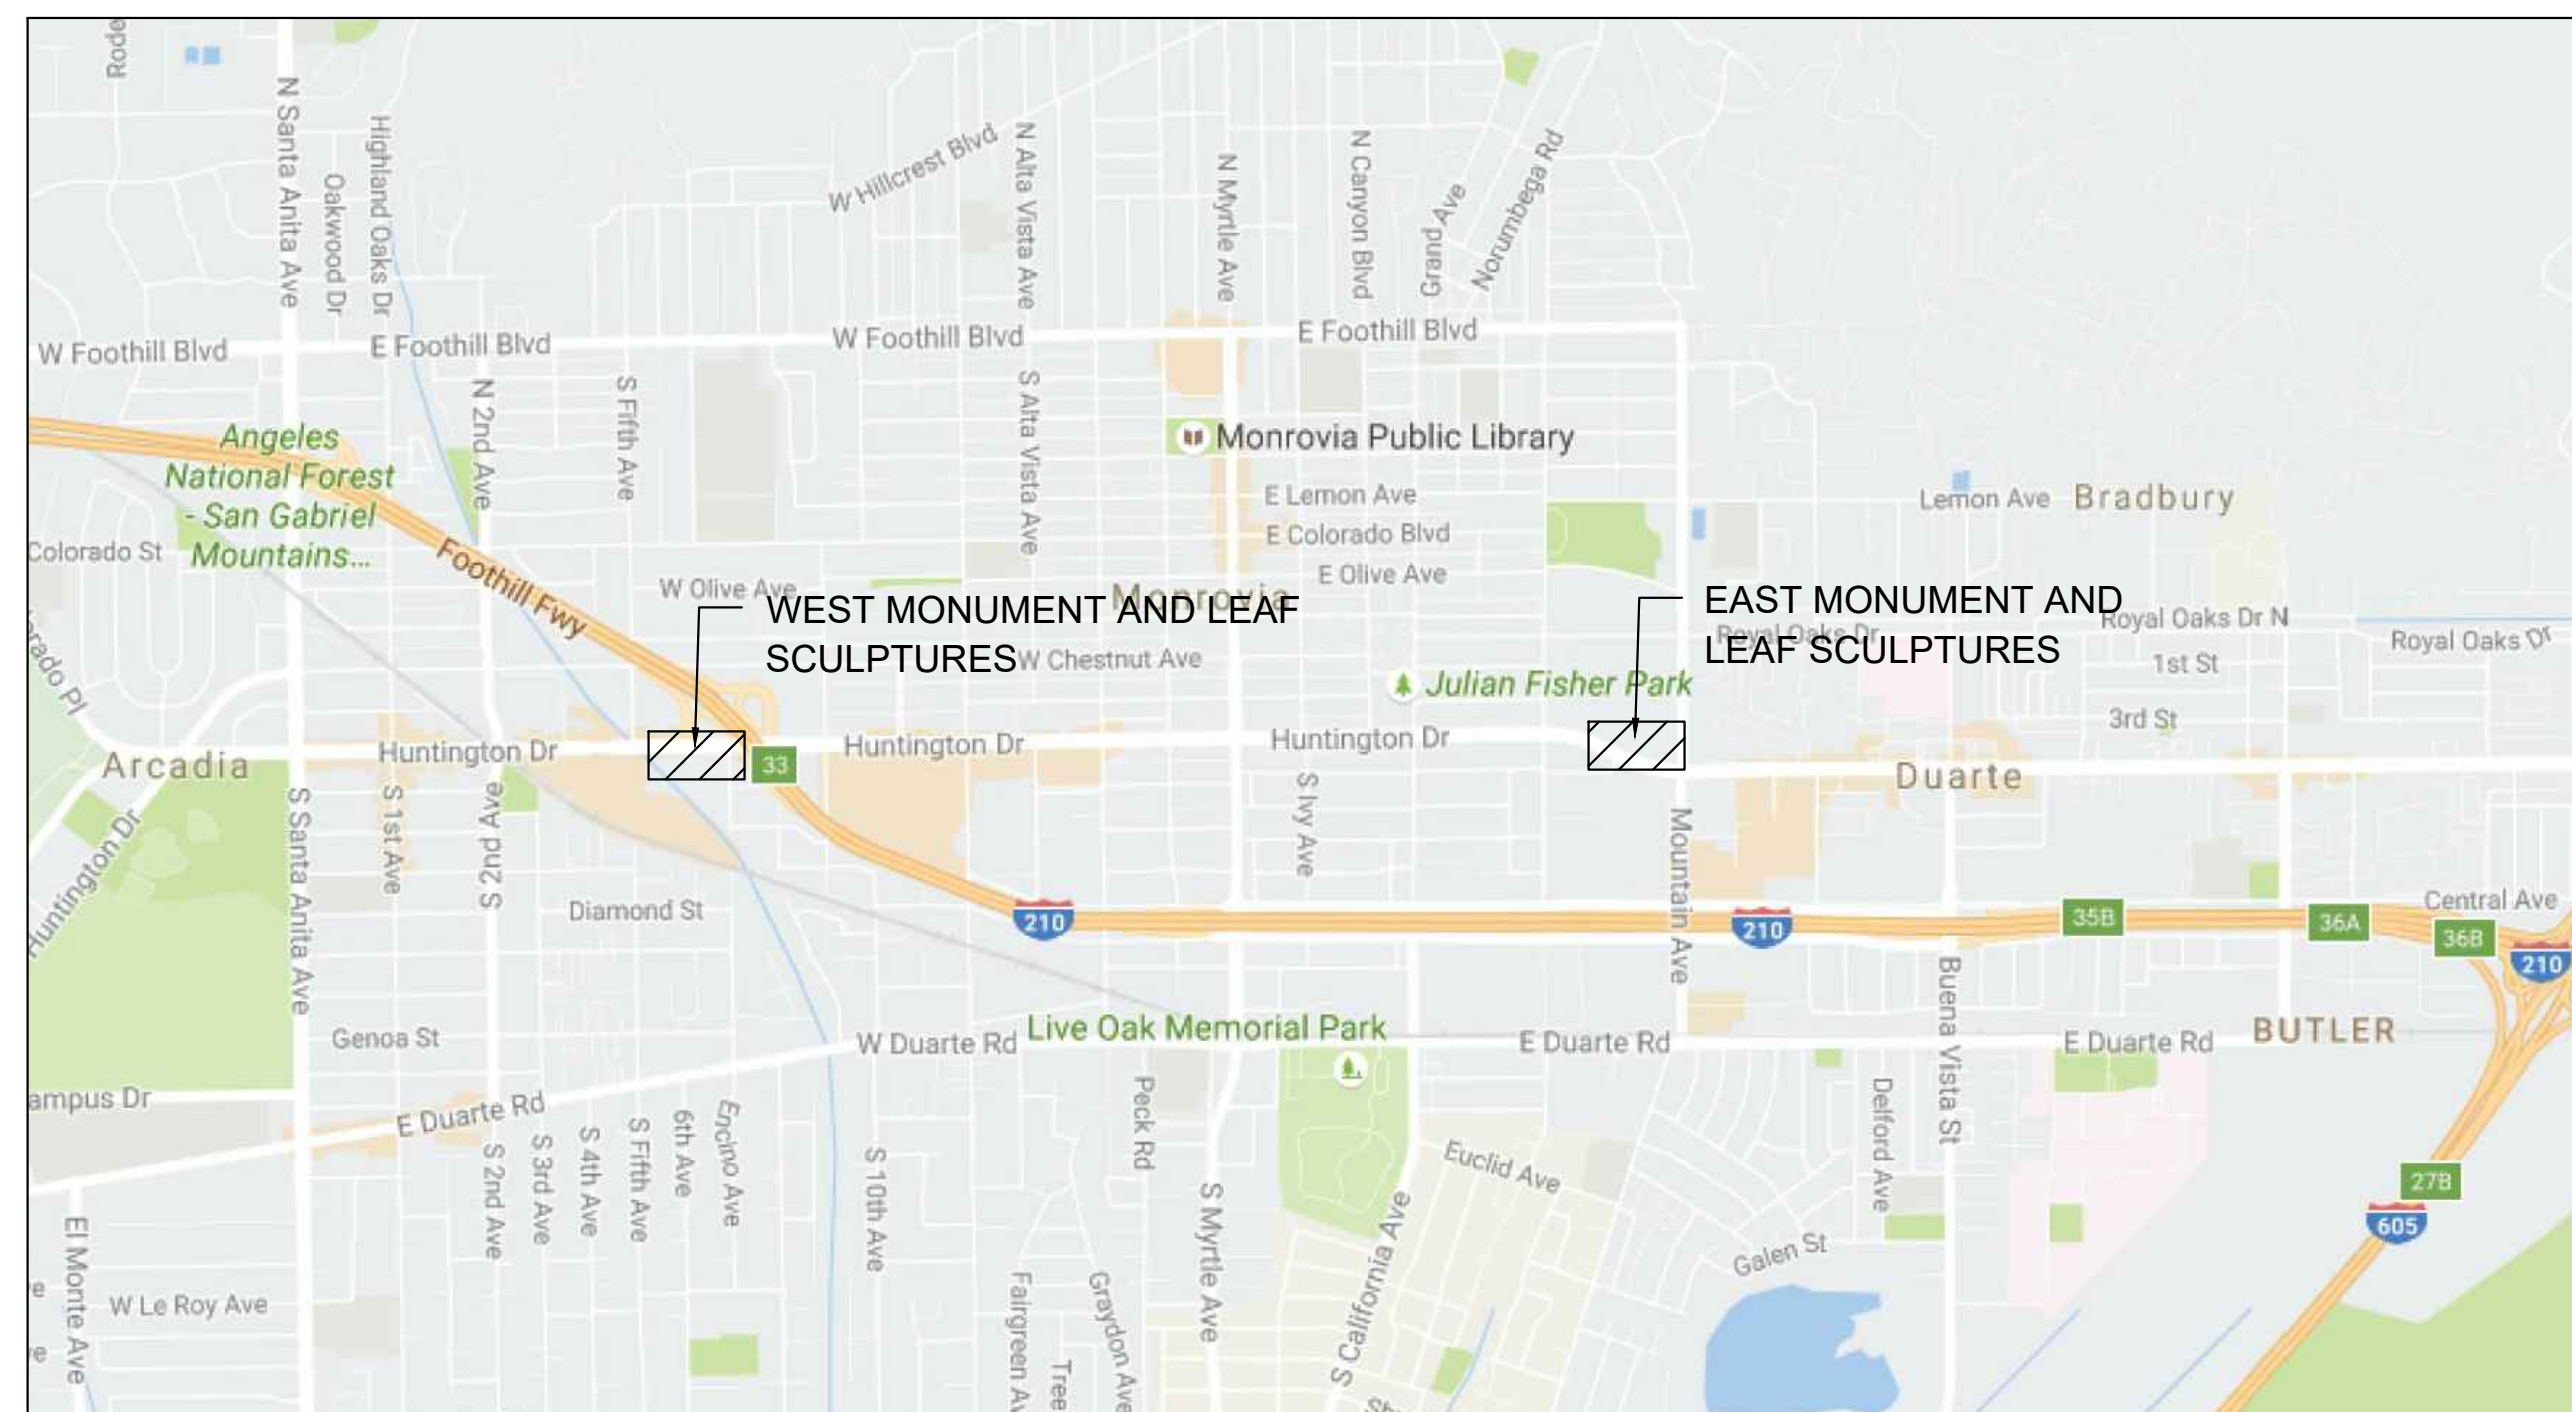 Rode
N Santa Anita Ave
Oakwood Dr
Highland Oaks Dr
W Hillcrest Blvd
N Alta Vista Ave
N Myrtle Ave
N Canyon Blvd
Grand Ave
Norumbega Rd
W Foothill Blvd
E Foothill Blvd
W Foothill Blvd
E Foothill Blvd
N 2nd Ave
S Fifth Ave
S Alta Vista Ave
Angeles
National Forest
- San Gabriel
Mountains...
Monrovia Public Library
E Lemon Ave
E Colorado Blvd
E Olive Ave
Lemon Ave
Bradbury
Colorado St
Foothill Fwy
W Olive Ave
Monrovia
WEST MONUMENT AND LEAF
SCULPTURES
W Chestnut Ave
EAST MONUMENT AND
LEAF SCULPTURES
Royal Oaks Dr
Royal Oaks Dr N
Royal Oaks Dr
1st St
3rd St
Julian Fisher Park
orado Pl
Arcadia
Huntington Dr
33
Huntington Dr
Huntington Dr
Duarte
Huntington Dr
S Santa Anita Ave
S 1st Ave
S 2nd Ave
Diamond St
S Ivy Ave
Mountain Ave
210
210
35B
36A
36B
210
Central Ave
Buena Vista St
Genoa St
W Duarte Rd
Live Oak Memorial Park
E Duarte Rd
E Duarte Rd
BUTLER
ampus Dr
E Duarte Rd
S 2nd Ave
S 3rd Ave
S 4th Ave
S Fifth Ave
6th Ave
Encino Ave
S 10th Ave
Peck Rd
S Myrtle Ave
Euclid Ave
S California Ave
Delford Ave
Galen St
27B
605
El Monte Ave
W Le Roy Ave
Fairgreen Av
Tree
Graydon Ave